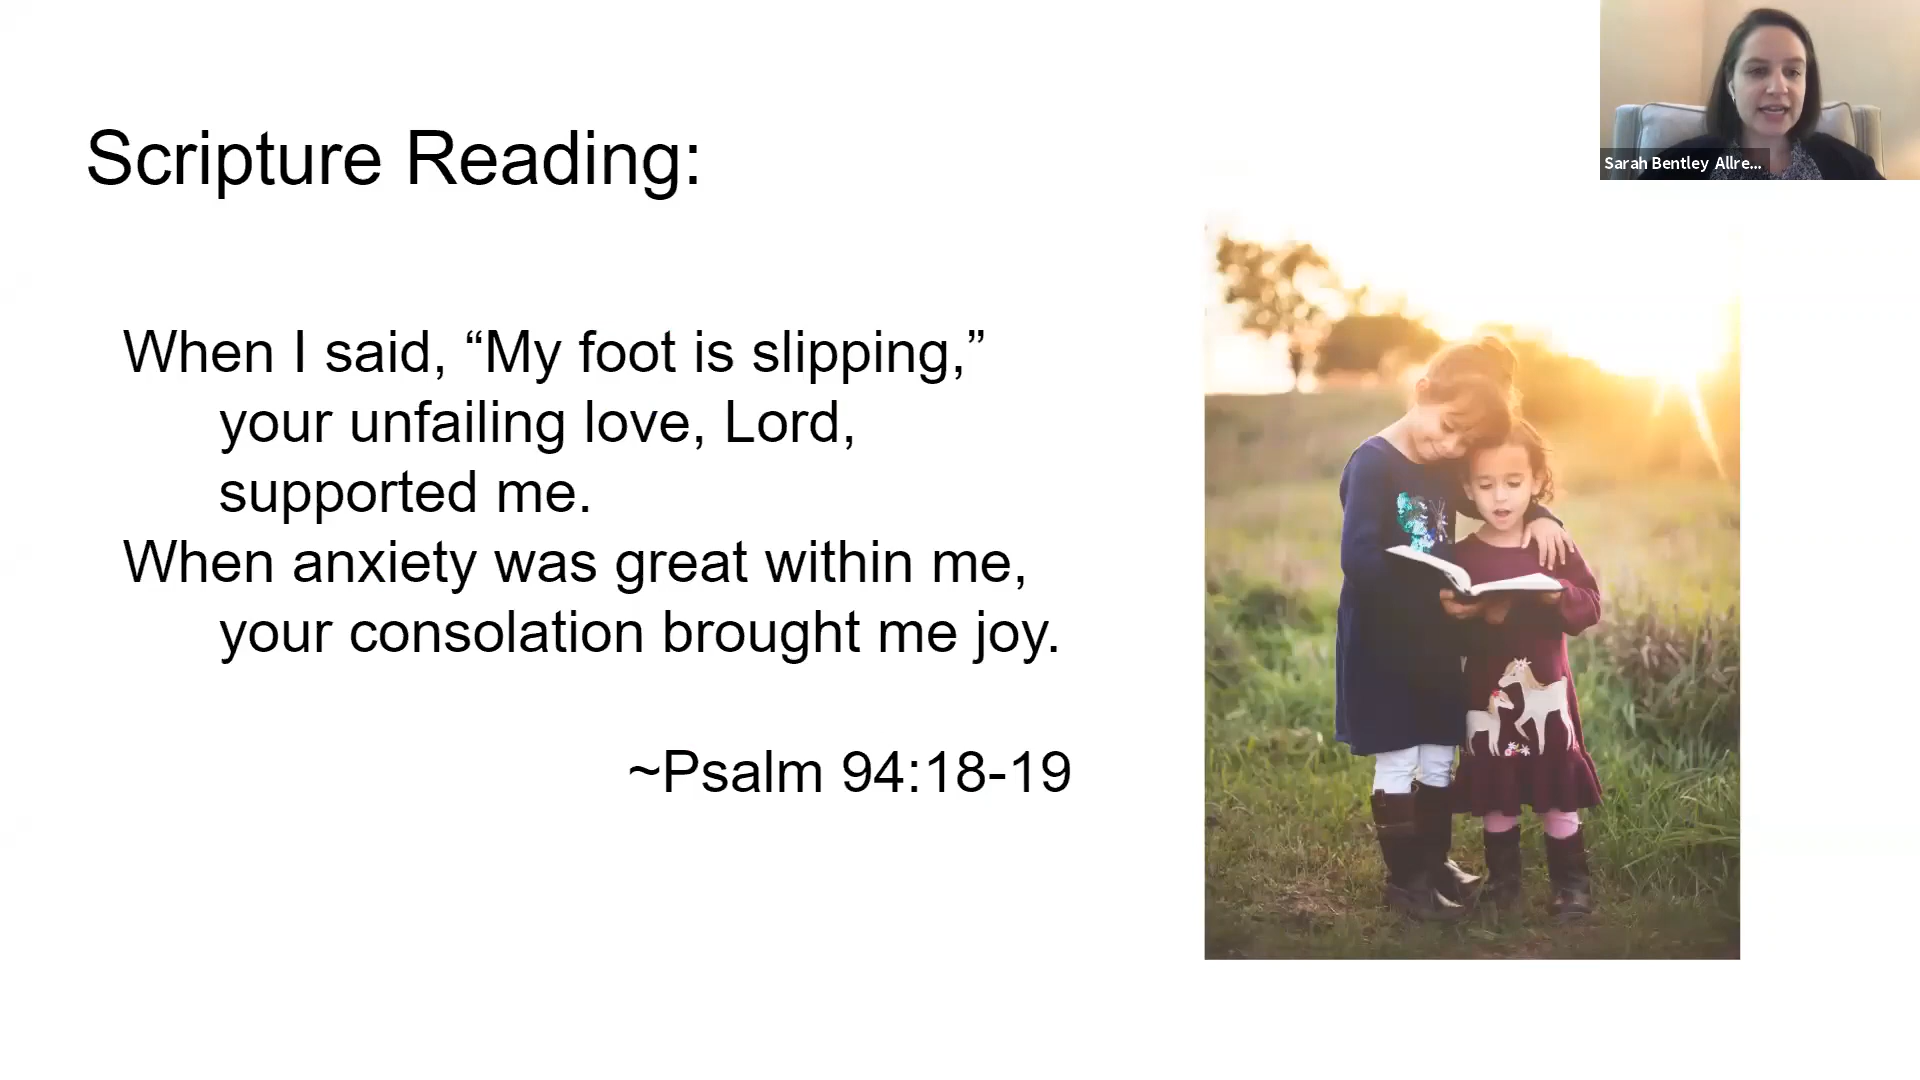 Scripture Reading:
When I said, “My foot is slipping,”
your unfailing love, Lord,
supported me.
When anxiety was great within me,
your consolation brought me joy.
~Psalm 94:18-19
Sarah Bentley Allre...